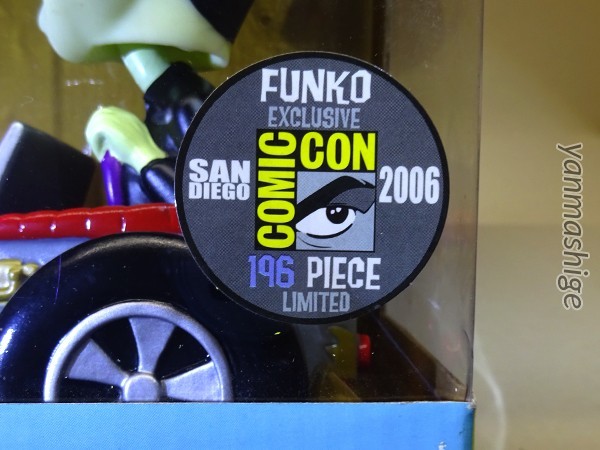 FUNKO
EXCLUSIVE
SAN
DIEGO
COMIC
CON
2006
196 PIECE
LIMITED
yanmashige